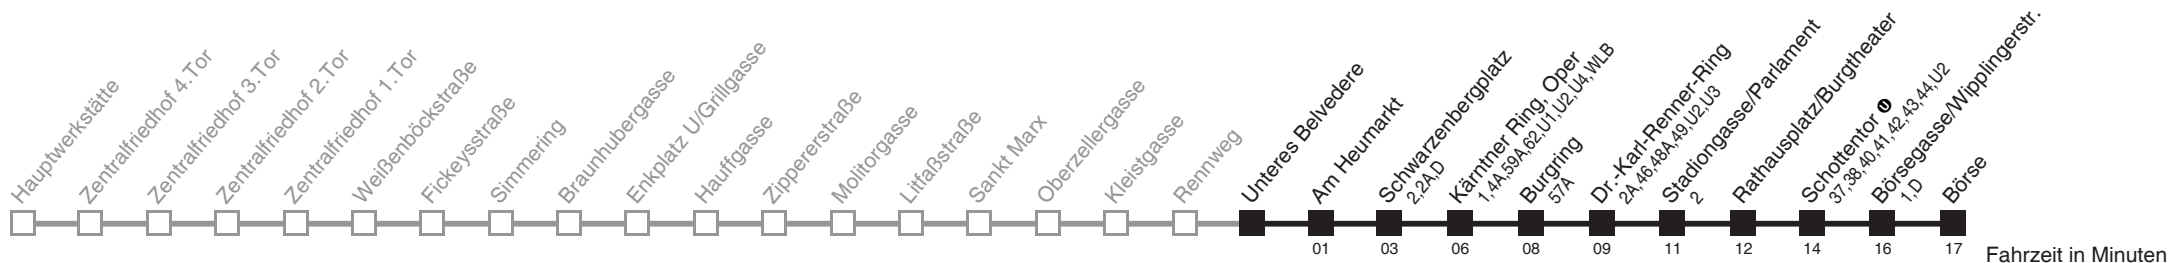 Hauptwerkstätte
Zentralfriedhof 4.Tor
Zentralfriedhof 3.Tor
Zentralfriedhof 2.Tor
Zentralfriedhof 1.Tor
Weißenböckstraße
Fickeysstraße
Simmering
Braunhubergasse
Enkplatz U/Grillgasse
Hauffgasse
Zippererstraße
Molitorgasse
Litfaßstraße
Sankt Marx
Oberzellergasse
Kleistgasse
Rennweg
Unteres Belvedere
Am Heumarkt
01
Schwarzenbergplatz
2,2A,D
03
Kärntner Ring, Oper
1,4A,59A,62,U1,U2,U4,WLB
06
Burgring
57A
08
Dr.-Karl-Renner-Ring
2A,46,48A,49,U2,U3
09
Stadiongasse/Parlament
2
11
Rathausplatz/Burgtheater
12
Schottentor U
37,38,40,41,42,43,44,U2
14
Börsegasse/Wipplingerstr.
1,D
16
Börse
17
Fahrzeit in Minuten